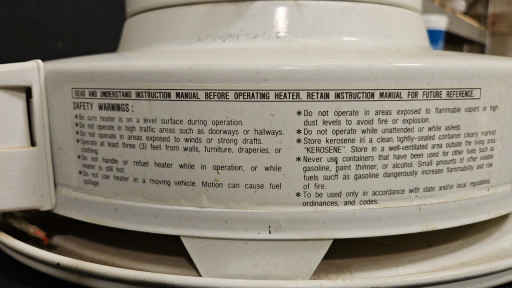 READ AND UNDERSTAND INSTRUCTION MANUAL BEFORE OPERATING HEATER. RETAIN INSTRUCTION MANUAL FOR FUTURE REFERENCE.
SAFETY WARNINGS:
* Be sure heater is on a level surface during operation.
* Do not operate in high traffic areas such as doorways or hallways.
* Do not operate in areas exposed to winds or strong drafts.
* Operate at least three (3) feet from walls, furniture, draperies, or
clothing.
* Do not handle or refuel heater while in operation, or while
heater is still hot.
* Do not use heater in a moving vehicle. Motion can cause fuel
spillage.
* Do not operate in areas exposed to flammable vapors or high
dust levels to avoid fire or explosion.
* Do not operate while unattended or while asleep.
* Store kerosene in a clean, tightly-sealed container clearly marked
"KEROSENE". Store in a well-ventilated area outside the living area.
* Never use containers that have been used for other fuels such as
gasoline, paint thinner, or alcohol. Small amounts of other volatile
fuels such as gasoline dangerously increase flammability and risk
of fire.
* To be used only in accordance with state and/or local regulations,
ordinances, and codes.